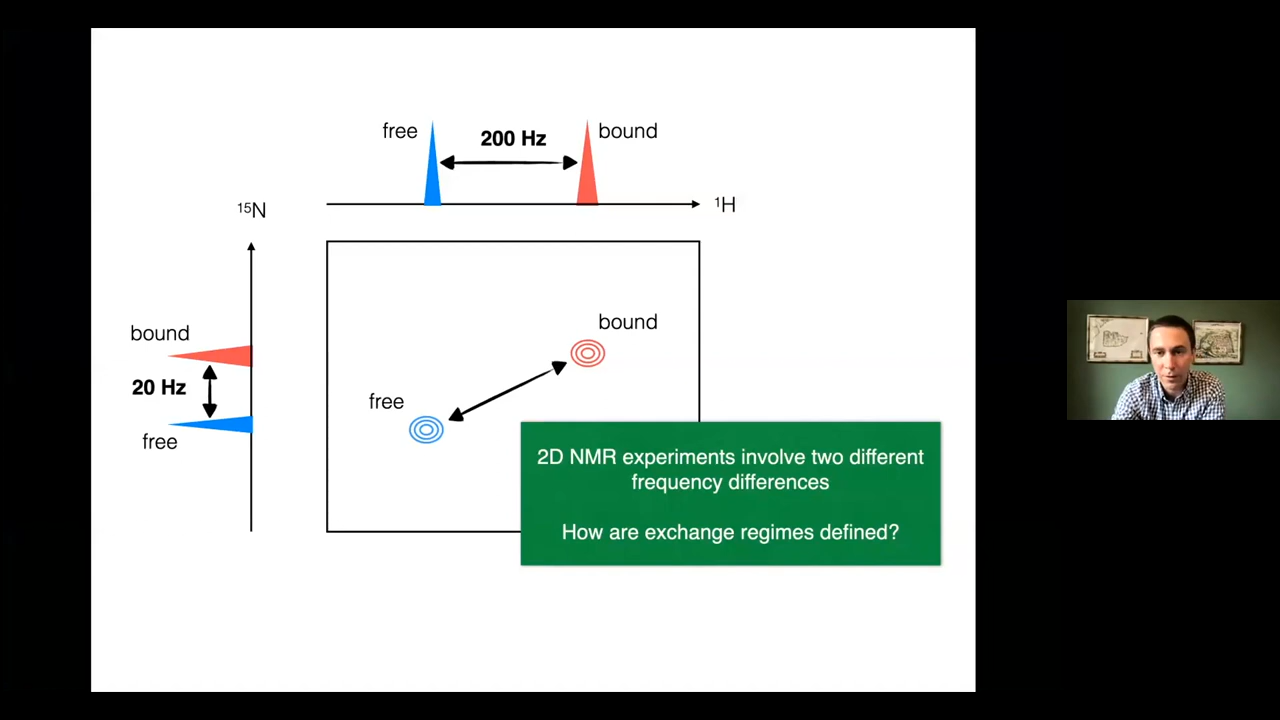 free
200 Hz
bound
¹⁵N
¹H
bound
20 Hz
free
bound
free
2D NMR experiments involve two different
frequency differences
How are exchange regimes defined?